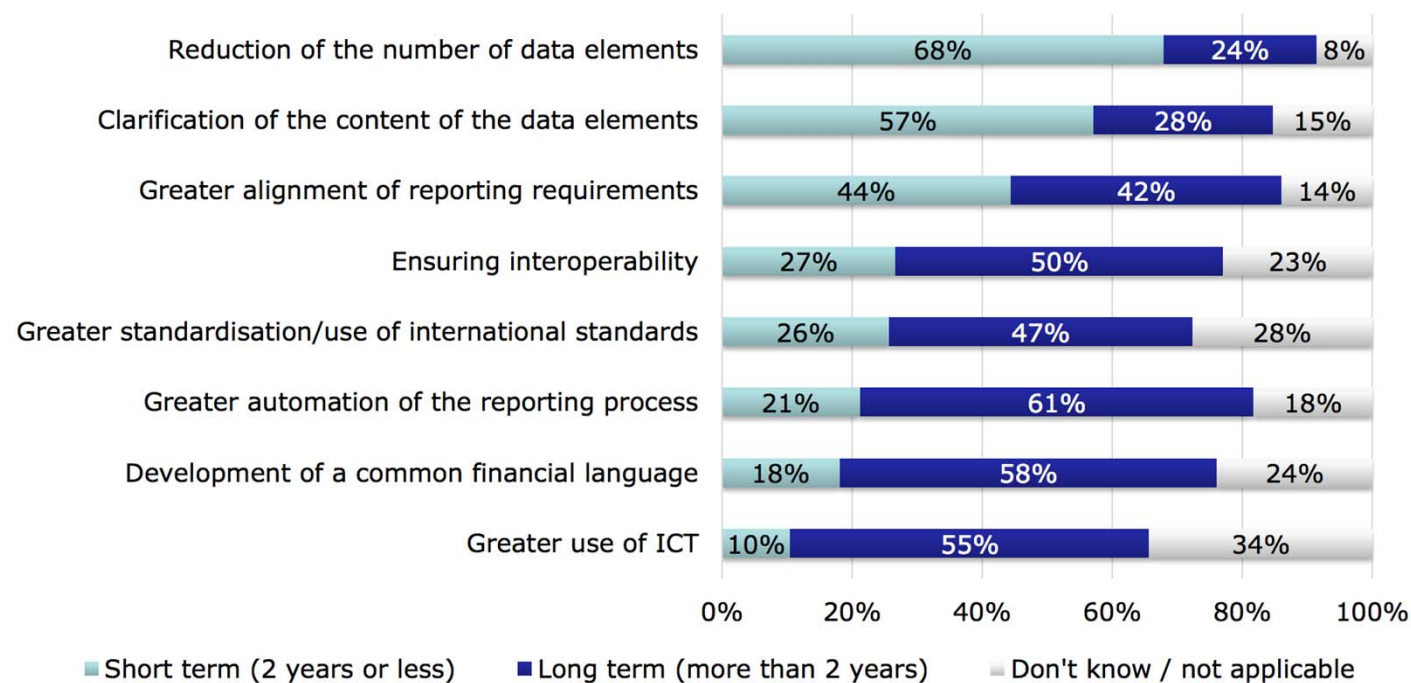 Reduction of the number of data elements 68% 24% 8%
Clarification of the content of the data elements 57% 28% 15%
Greater alignment of reporting requirements 44% 42% 14%
Ensuring interoperability 27% 50% 23%
Greater standardisation/use of international standards 26% 47% 28%
Greater automation of the reporting process 21% 61% 18%
Development of a common financial language 18% 58% 24%
Greater use of ICT 10% 55% 34%
0% 20% 40% 60% 80% 100%
Short term (2 years or less) Long term (more than 2 years) Don't know / not applicable